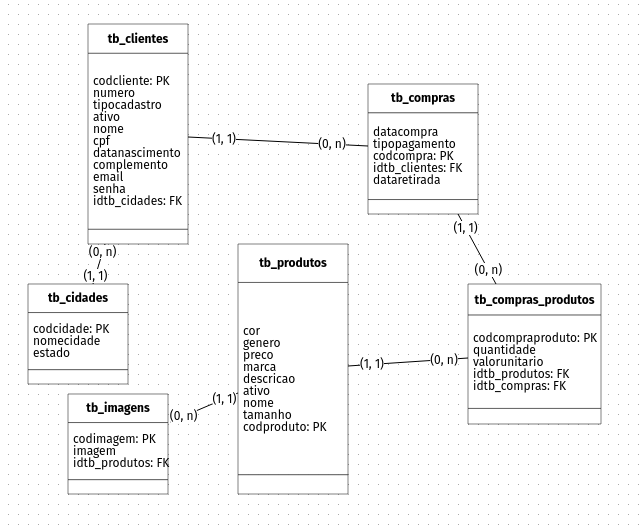 tb_clientes
codcliente: PK
numero
tipocadastro
ativo
nome
cpf
datanascimento
complemento
email
senha
idtb_cidades: FK
(1, 1)
(0, n)
tb_compras
datacompra
tipopagamento
codcompra: PK
idtb_clientes: FK
dataretirada
(1, 1)
(0, n)
(0, n)
(1, 1)
tb_cidades
codcidade: PK
nomecidade
estado
tb_produtos
cor
genero
preco
marca
descricao
ativo
nome
tamanho
codproduto: PK
(1, 1)
(0, n)
tb_compras_produtos
codcompraproduto: PK
quantidade
valorunitario
idtb_produtos: FK
idtb_compras: FK
tb_imagens
codimagem: PK
imagem
idtb_produtos: FK
(0, n)
(1, 1)